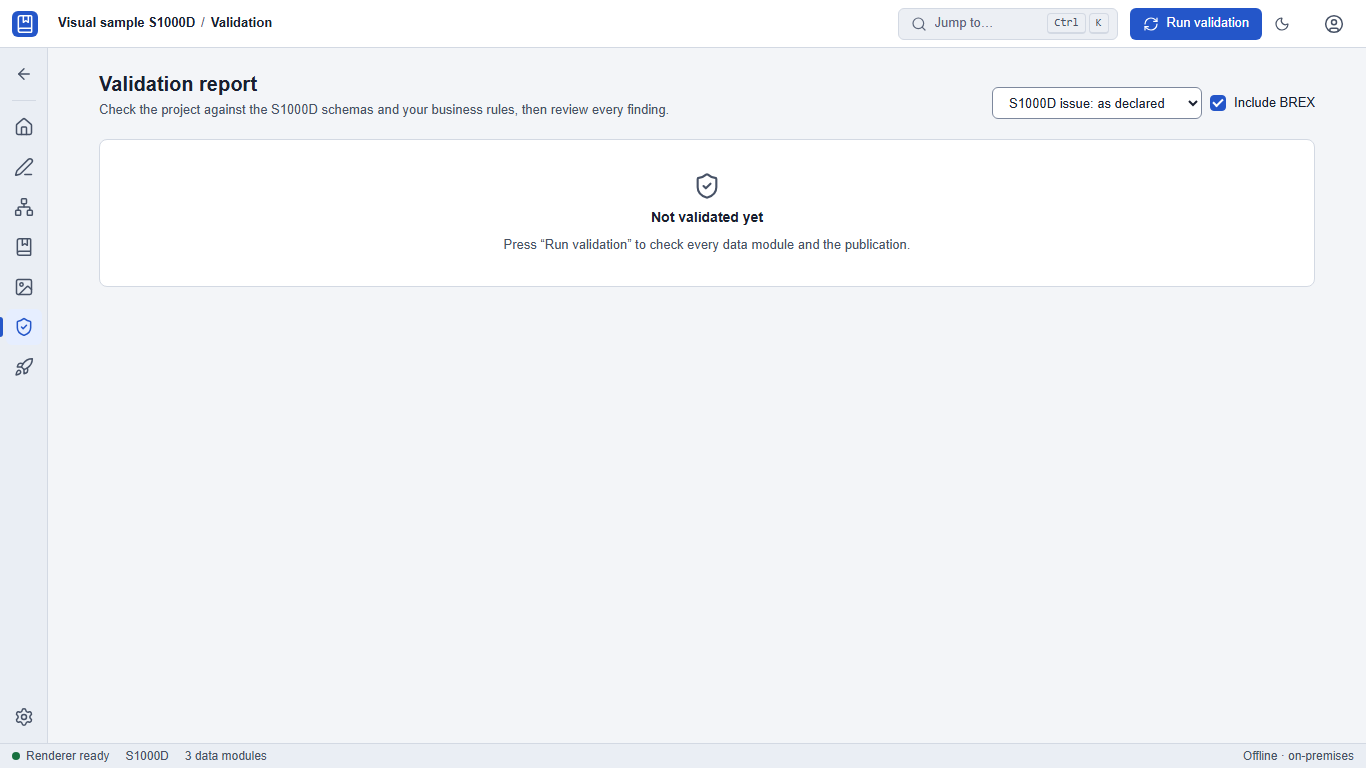 Visual sample S1000D / Validation
Jump to… Ctrl K
Run validation
Validation report
Check the project against the S1000D schemas and your business rules, then review every finding.
S1000D issue: as declared
Include BREX
Not validated yet
Press “Run validation” to check every data module and the publication.
Renderer ready S1000D 3 data modules
Offline · on-premises